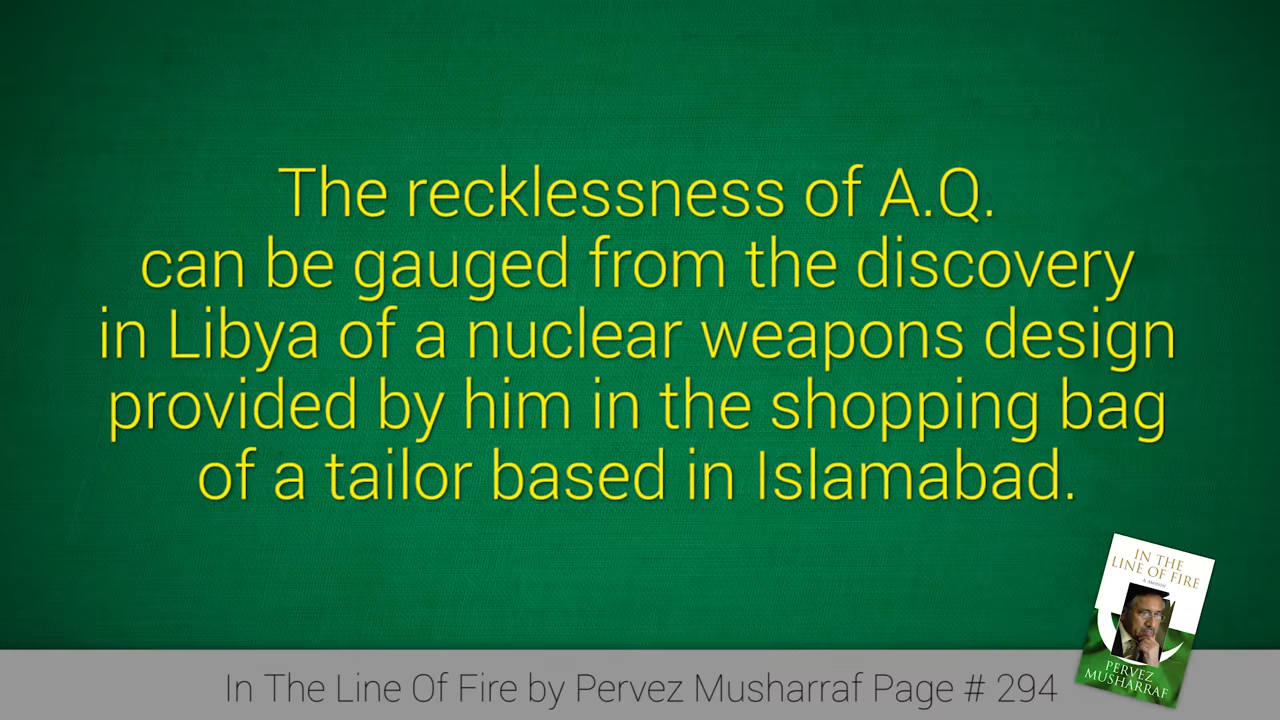 The recklessness of A.Q.
can be gauged from the discovery
in Libya of a nuclear weapons design
provided by him in the shopping bag
of a tailor based in Islamabad.
IN THE
LINE OF FIRE
A Memoir
PERVEZ
MUSHARRAF
In The Line Of Fire by Pervez Musharraf Page # 294